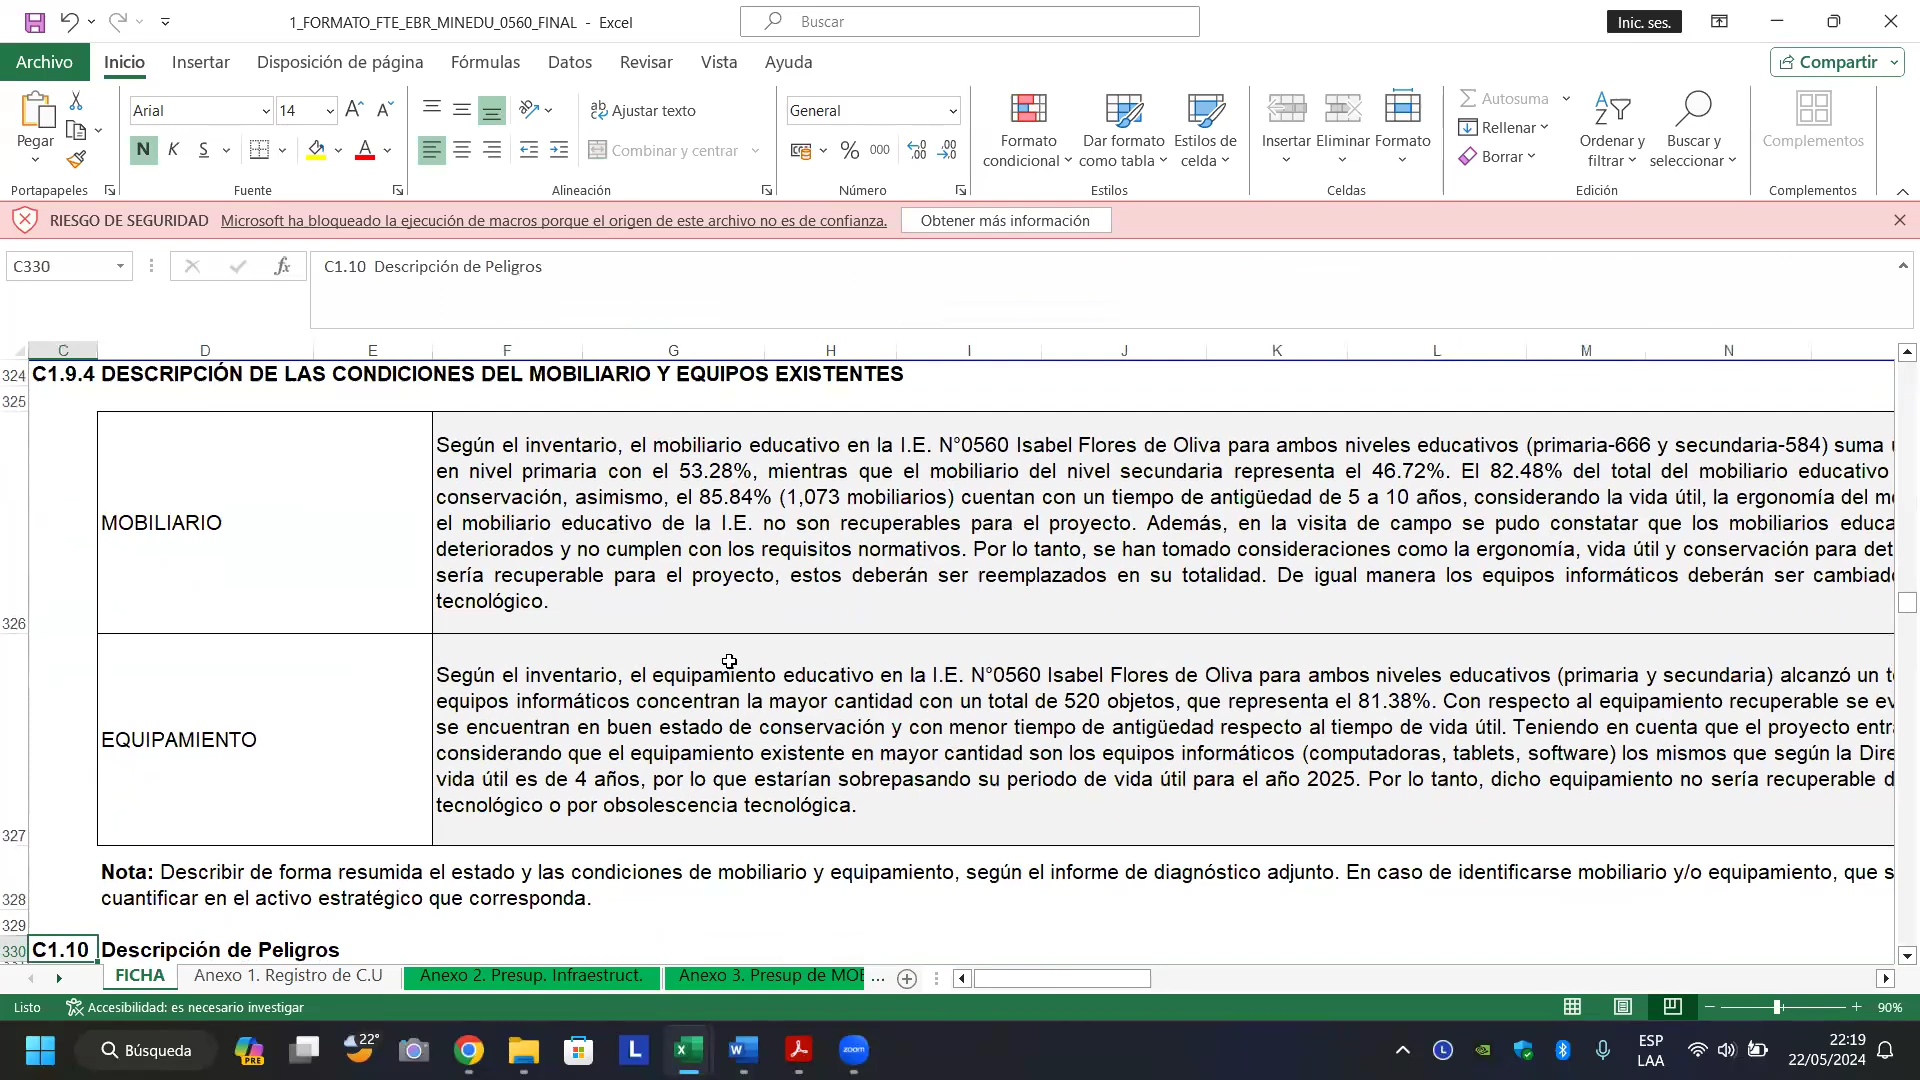 1_FORMATO_FTE_EBR_MINEDU_0560_FINAL - Excel
Buscar
Inic. ses.
Archivo Inicio Insertar Disposición de página Fórmulas Datos Revisar Vista Ayuda
Compartir
Pegar
Arial 14
Ajustar texto
General
N K S
Combinar y centrar
% 000
Formato condicional
Dar formato como tabla
Estilos de celda
Insertar Eliminar Formato
Autosuma
Rellenar
Borrar
Ordenar y filtrar
Buscar y seleccionar
Complementos
Portapapeles Fuente Alineación Número Estilos Celdas Edición Complementos
RIESGO DE SEGURIDAD Microsoft ha bloqueado la ejecución de macros porque el origen de este archivo no es de confianza. Obtener más información
C330 fx C1.10 Descripción de Peligros
C D E F G H I J K L M N
324 C1.9.4 DESCRIPCIÓN DE LAS CONDICIONES DEL MOBILIARIO Y EQUIPOS EXISTENTES
325
Según el inventario, el mobiliario educativo en la I.E. N°0560 Isabel Flores de Oliva para ambos niveles educativos (primaria-666 y secundaria-584) suma
en nivel primaria con el 53.28%, mientras que el mobiliario del nivel secundaria representa el 46.72%. El 82.48% del total del mobiliario educativo
conservación, asimismo, el 85.84% (1,073 mobiliarios) cuentan con un tiempo de antigüedad de 5 a 10 años, considerando la vida útil, la ergonomía del
MOBILIARIO
el mobiliario educativo de la I.E. no son recuperables para el proyecto. Además, en la visita de campo se pudo constatar que los mobiliarios
deteriorados y no cumplen con los requisitos normativos. Por lo tanto, se han tomado consideraciones como la ergonomía, vida útil y conservación para
sería recuperable para el proyecto, estos deberán ser reemplazados en su totalidad. De igual manera los equipos informáticos deberán ser
tecnológico.
326
Según el inventario, el equipamiento educativo en la I.E. N°0560 Isabel Flores de Oliva para ambos niveles educativos (primaria y secundaria) alcanzó un
equipos informáticos concentran la mayor cantidad con un total de 520 objetos, que representa el 81.38%. Con respecto al equipamiento recuperable se
se encuentran en buen estado de conservación y con menor tiempo de antigüedad respecto al tiempo de vida útil. Teniendo en cuenta que el proyecto
EQUIPAMIENTO
considerando que el equipamiento existente en mayor cantidad son los equipos informáticos (computadoras, tablets, software) los mismos que según la
vida útil es de 4 años, por lo que estarían sobrepasando su periodo de vida útil para el año 2025. Por lo tanto, dicho equipamiento no sería recuperable
tecnológico o por obsolescencia tecnológica.
327
Nota: Describir de forma resumida el estado y las condiciones de mobiliario y equipamiento, según el informe de diagnóstico adjunto. En caso de identificarse mobiliario y/o equipamiento, que
328 cuantificar en el activo estratégico que corresponda.
329
330 C1.10 Descripción de Peligros
FICHA Anexo 1. Registro de C.U Anexo 2. Presup. Infraestruct. Anexo 3. Presup de ...
Listo Accesibilidad: es necesario investigar 90%
Búsqueda
PRE
22°
L
zoom
ESP
LAA
22:19
22/05/2024